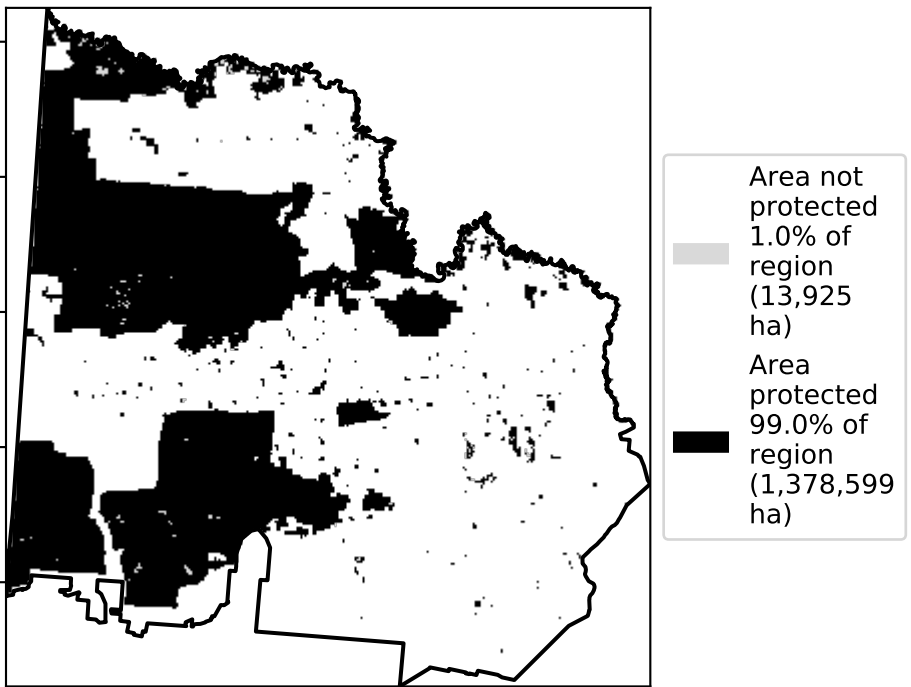 Area not
protected
1.0% of
region
(13,925
ha)
Area
protected
99.0% of
region
(1,378,599
ha)